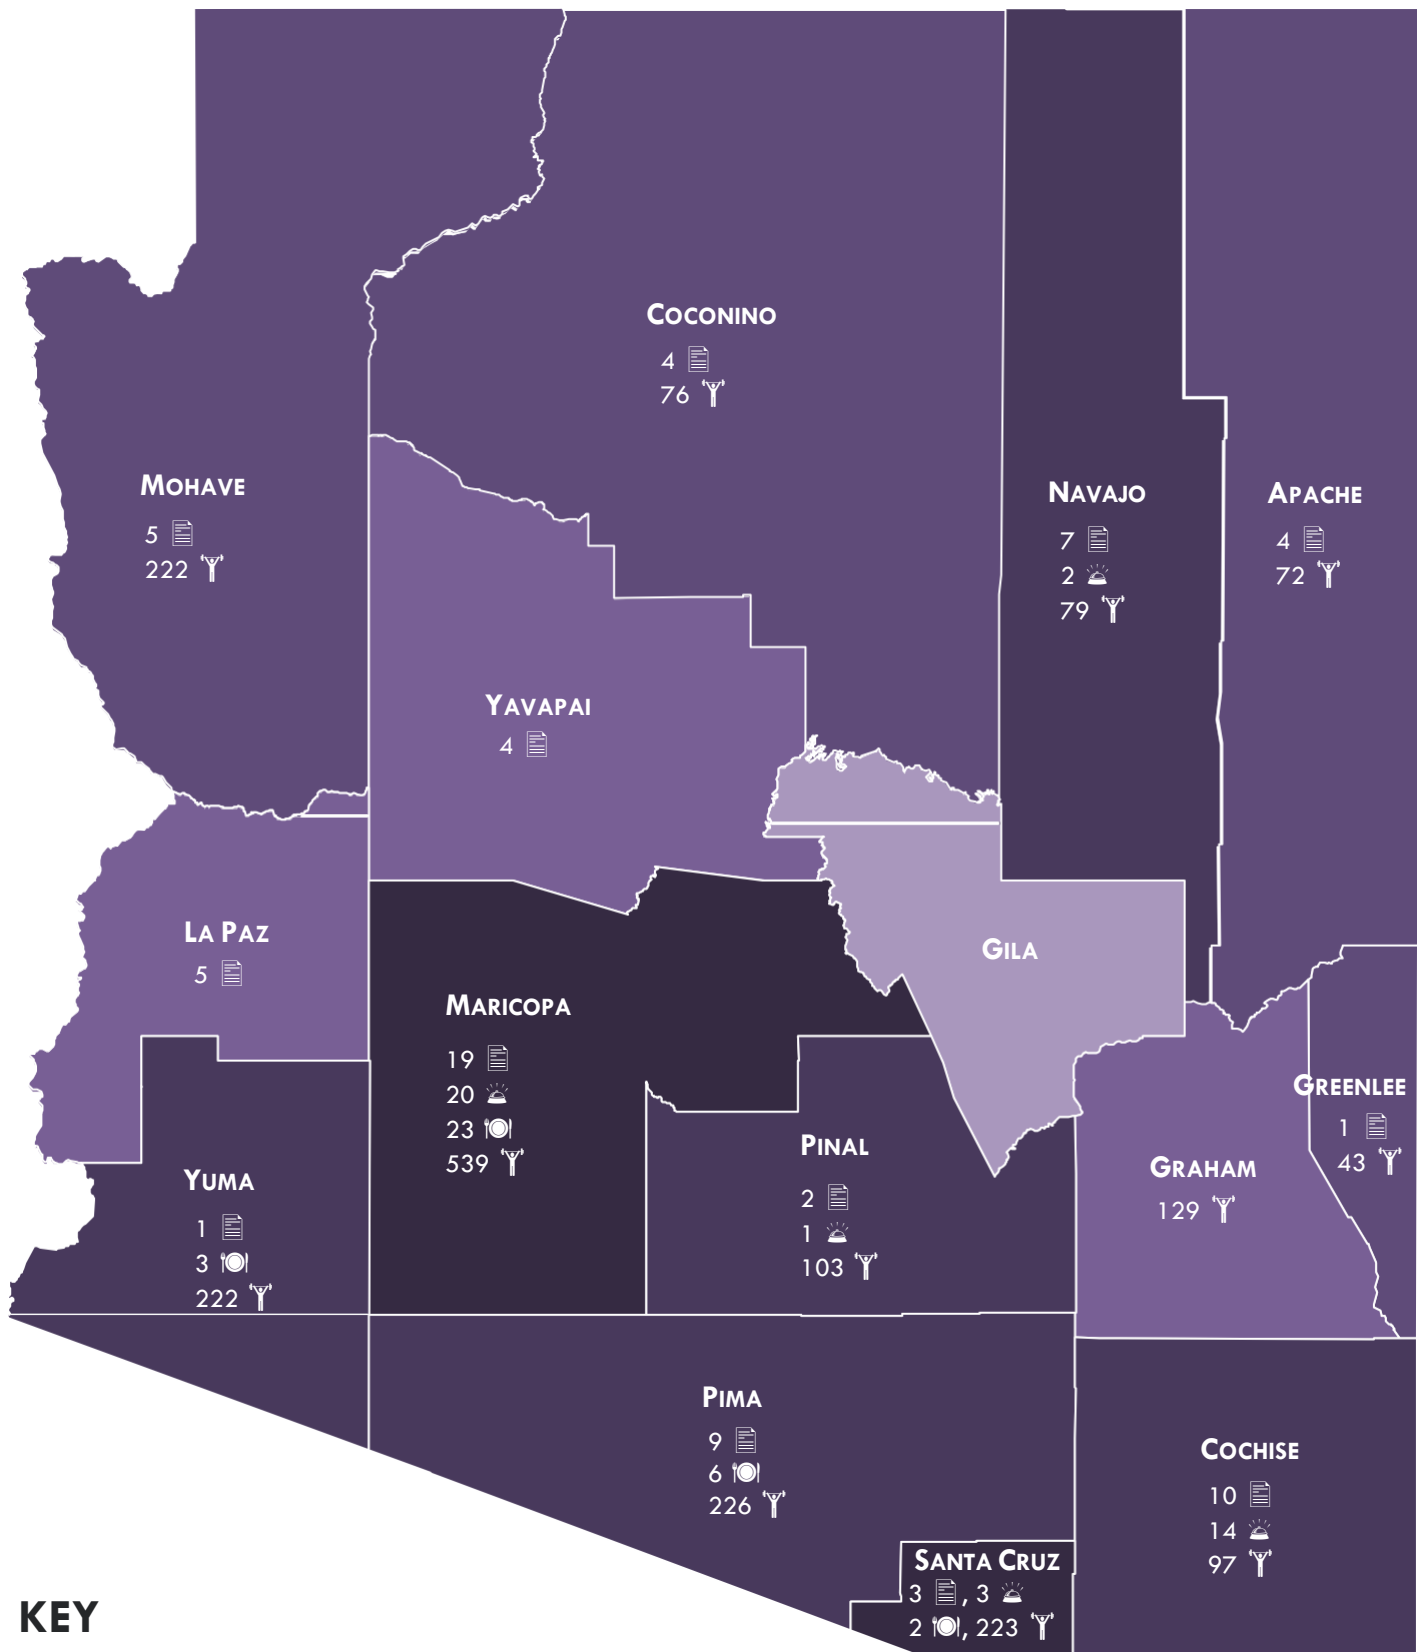 COCONINO
4
76
MOHAVE
5
222
NAVAJO
7
2
79
APACHE
4
72
YAVAPAI
4
LA PAZ
5
GILA
MARICOPA
19
20
23
539
PINAL
2
1
103
GREENLEE
1
43
GRAHAM
129
YUMA
1
3
222
PIMA
9
6
226
COCHISE
10
14
97
SANTA CRUZ
3 , 3
2 , 223
KEY